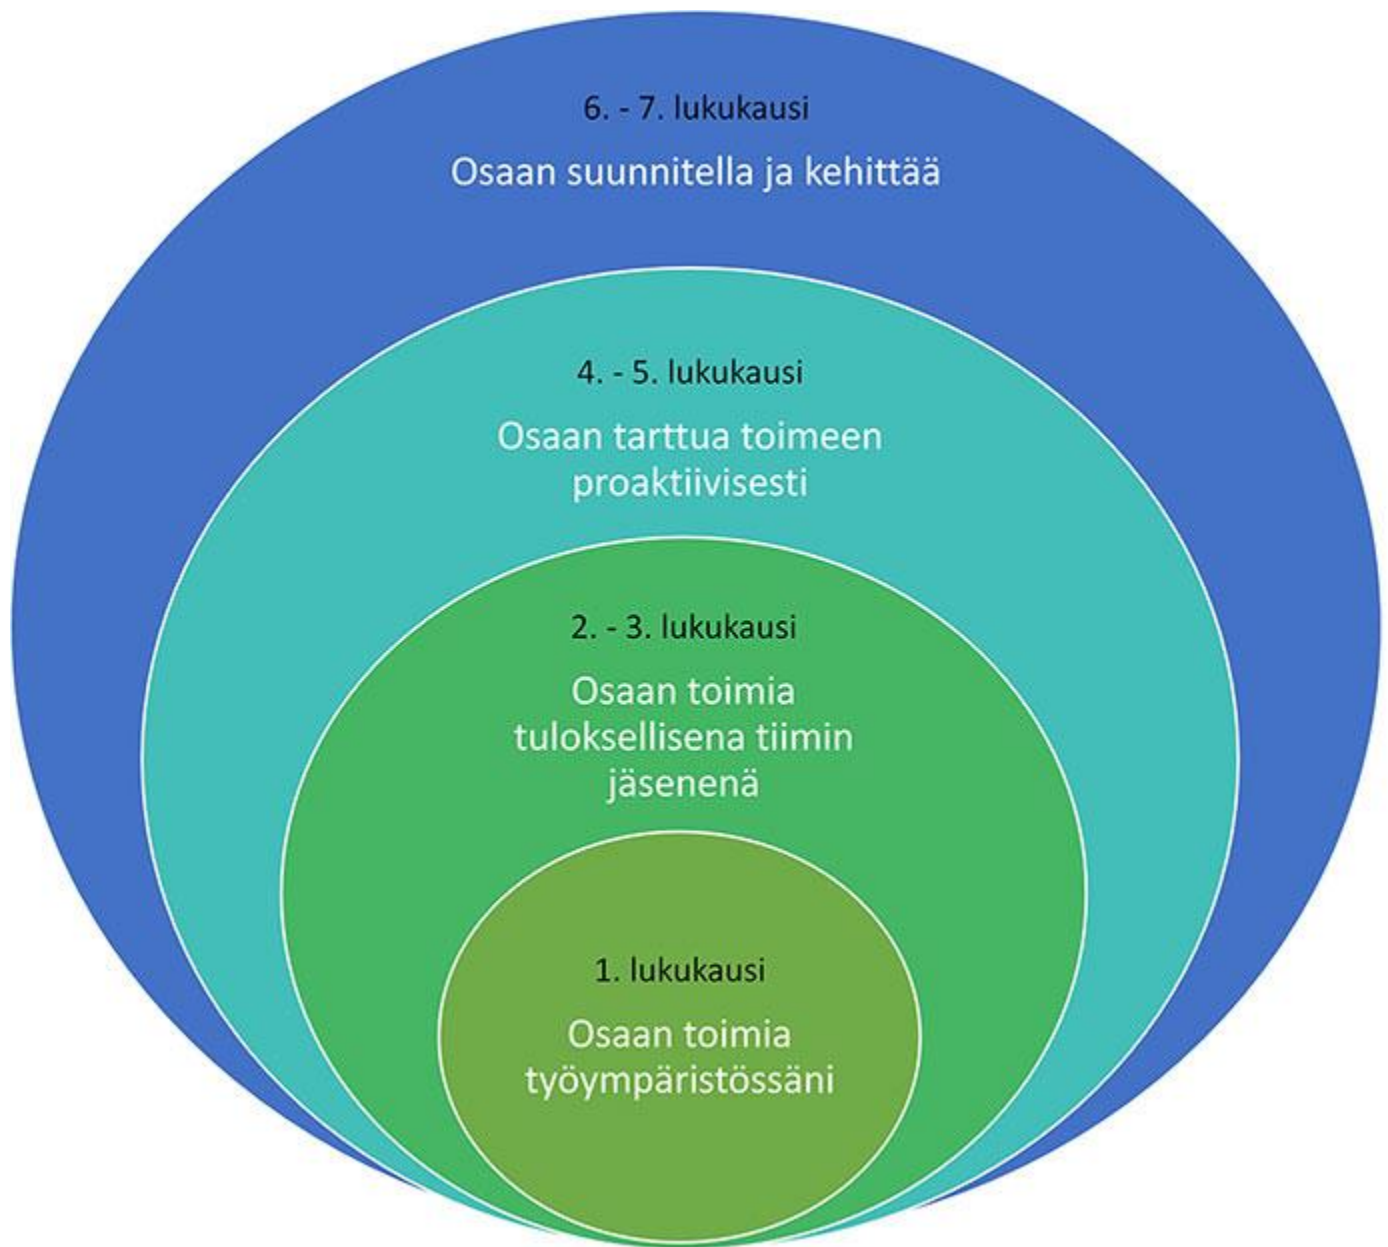 6. - 7. lukukausi
Osaan suunnitella ja kehittää
4. - 5. lukukausi
Osaan tarttua toimeen
proaktiivisesti
2. - 3. lukukausi
Osaan toimia
tuloksellisena tiimin
jäsenenä
1. lukukausi
Osaan toimia
työympäristössäni